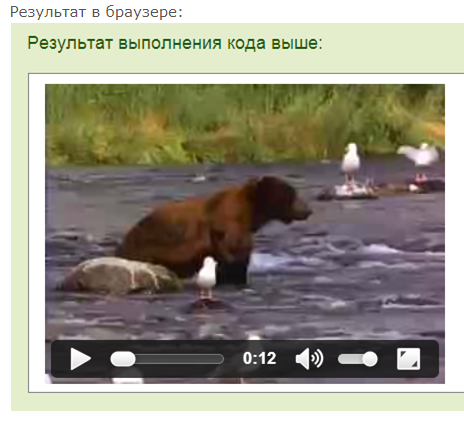 Результат в браузере:
Результат выполнения кода выше:
0:12